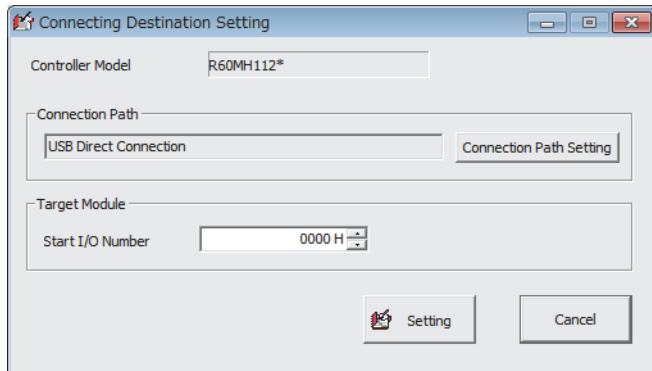 Connecting Destination Setting
Controller Model R60MH112*
Connection Path
USB Direct Connection Connection Path Setting
Target Module
Start I/O Number 0000 H
Setting Cancel